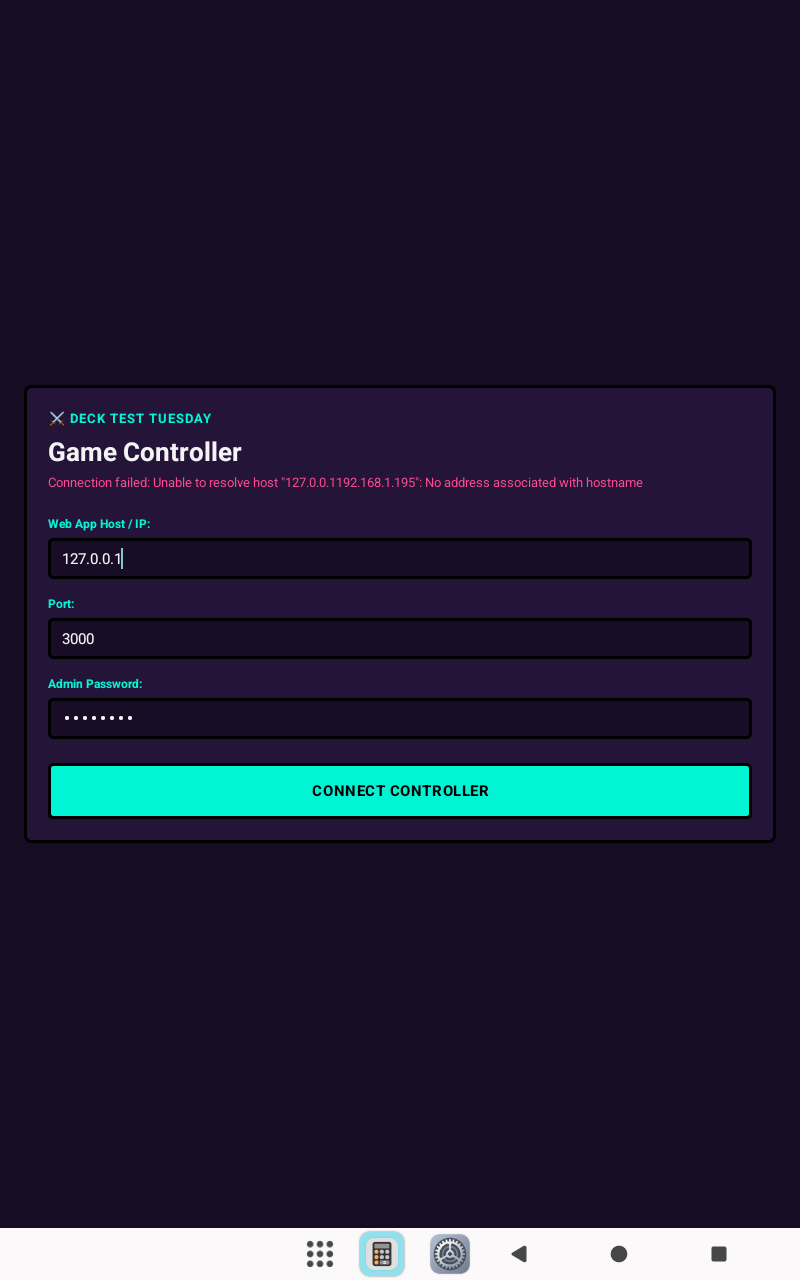 ⚔️ DECK TEST TUESDAY
Game Controller
Connection failed: Unable to resolve host "127.0.0.1192.168.1.195": No address associated with hostname
Web App Host / IP:
127.0.0.1
Port:
3000
Admin Password:
••••••••
CONNECT CONTROLLER